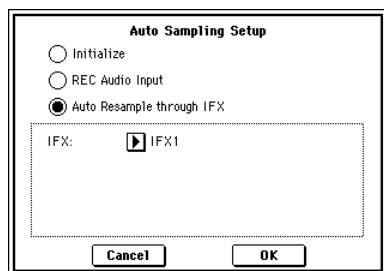 Auto Sampling Setup
Initialize
REC Audio Input
Auto Resample through IFX
IFX: IFX1
Cancel OK